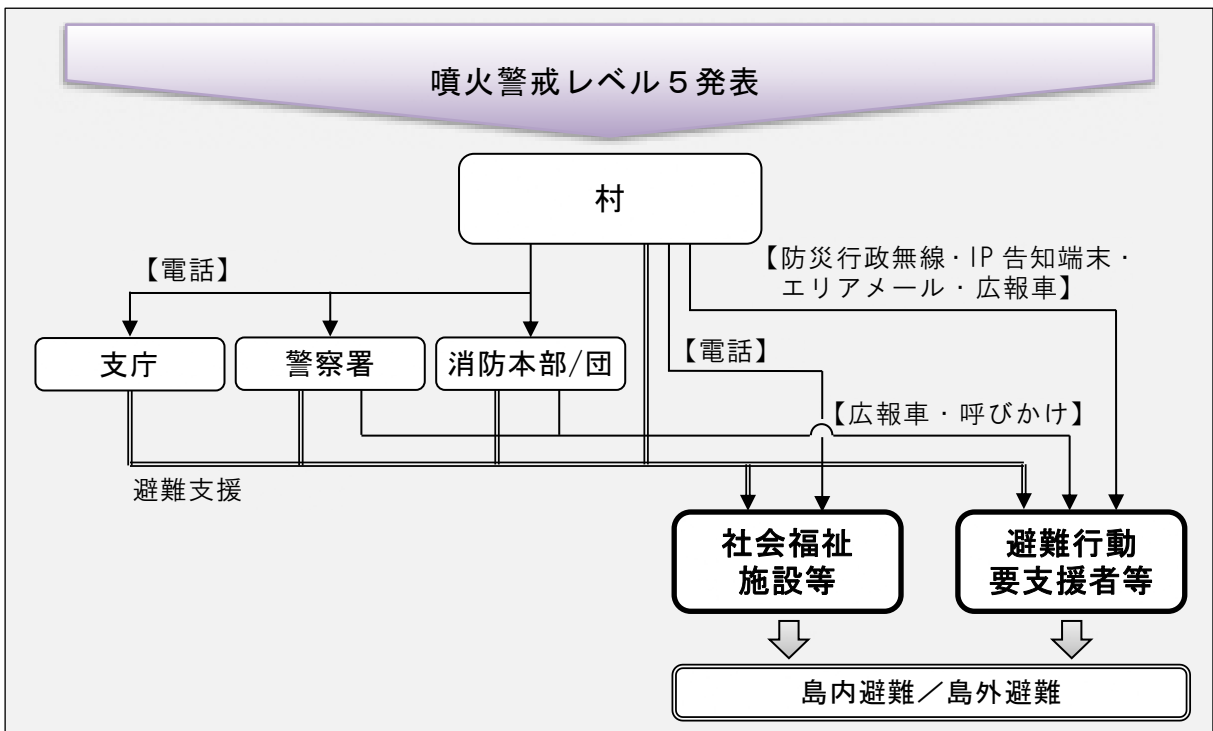 噴火警戒レベル５発表
村
【電話】
【防災行政無線・IP 告知端末・
エリアメール・広報車】
支庁
警察署
消防本部/団
【電話】
【広報車・呼びかけ】
避難支援
社会福祉
施設等
避難行動
要支援者等
島内避難／島外避難